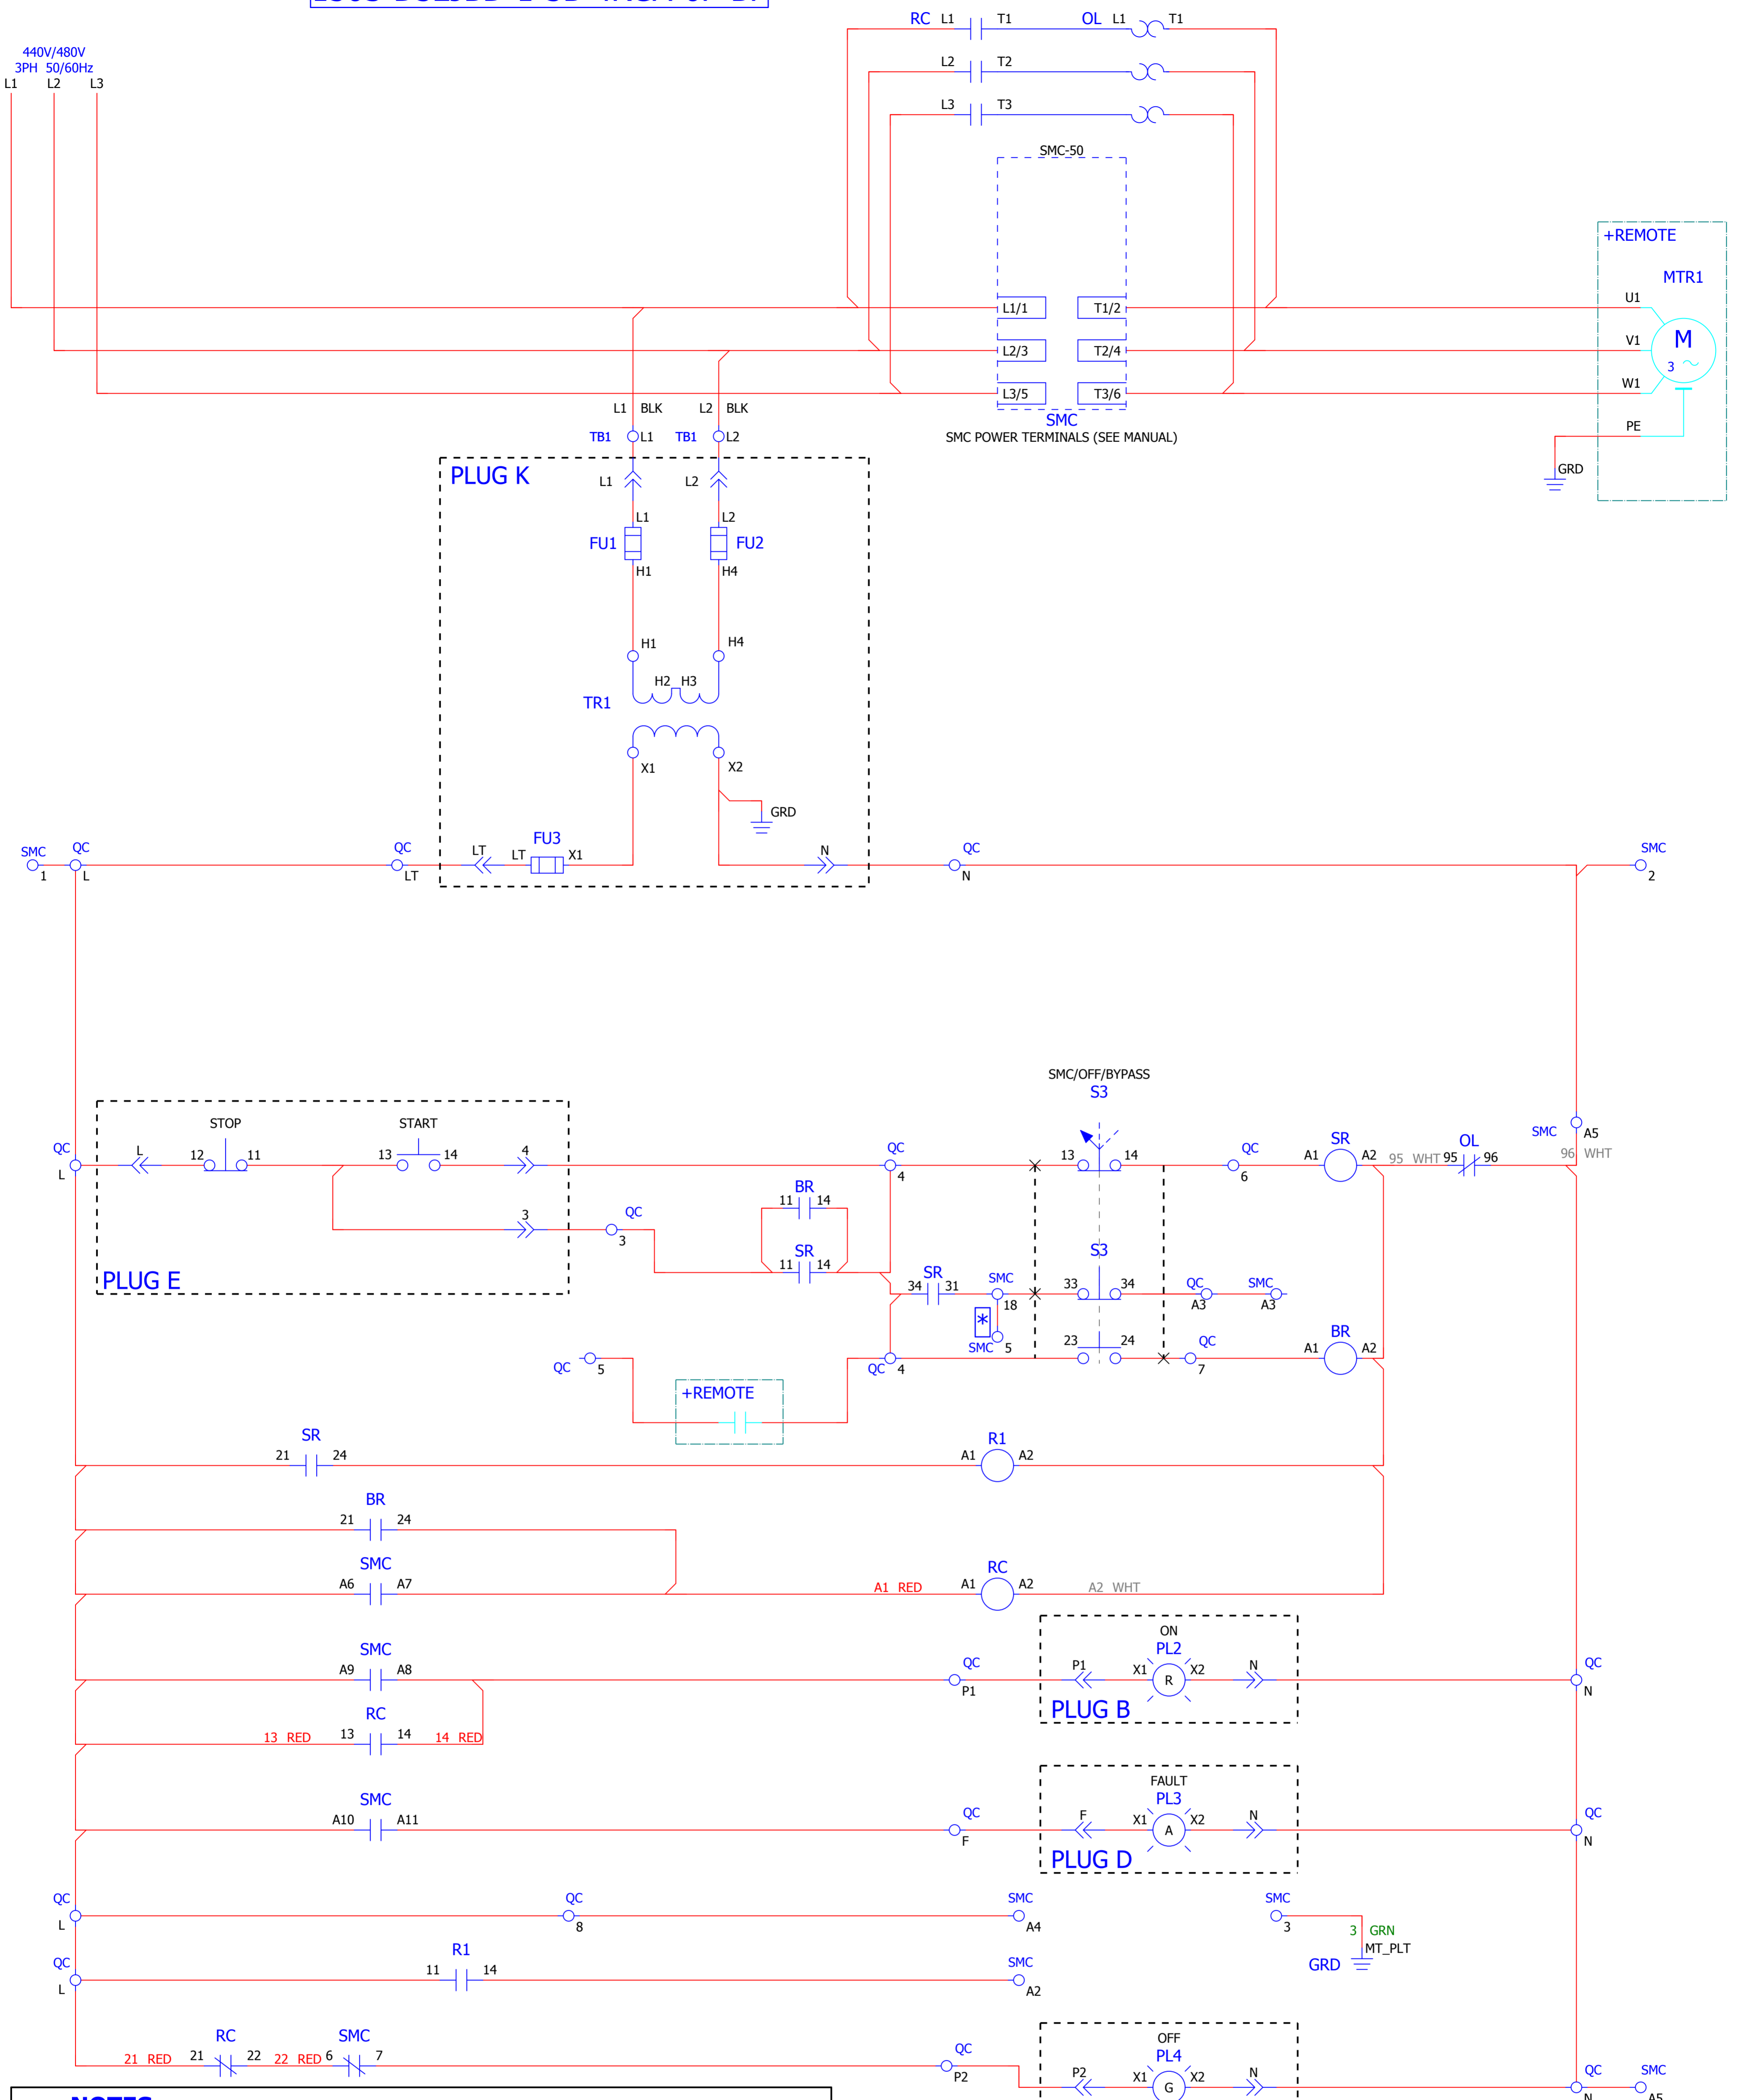 RC L1 T1 OL L1 T1
440V/480V
3PH 50/60Hz
L1 L2 L3
L2 T2
L3 T3
SMC-50
+REMOTE
MTR1
L1/1 T1/2 U1
L2/3 T2/4 V1 M
3
L3/5 T3/6 W1
L1 BLK L2 BLK
SMC
PE
TB1 L1 TB1 L2
SMC POWER TERMINALS (SEE MANUAL)
GRD
PLUG K
L1 L2
L1 L2
FU1 FU2
H1 H4
H1 H4
H2 H3
TR1
X1 X2
GRD
SMC QC QC FU3 QC SMC
LT LT X1 N
1 L LT N 2
SMC/OFF/BYPASS
S3
STOP START
SMC A5
QC L 12 11 13 14 4 QC 13 14 QC SR OL
A1 A2 95 WHT 95 96 96 WHT
L 4 6
BR
11 14
3 QC
3
SR
11 14
S3
PLUG E
SR
34 31 SMC 33 34 QC SMC
18 A3 A3
*
SMC 5 23 24 QC BR
A1 A2
QC 5 QC 4 7
+REMOTE
SR R1
21 24 A1 A2
BR
21 24
SMC RC
A6 A7 A1 RED A1 A2 A2 WHT
ON
SMC PL2
A9 A8 QC P1 X1 R X2 N QC
P1 N
PLUG B
RC
13 RED 13 14 14 RED
FAULT
SMC PL3
A10 A11 QC F X1 A X2 N QC
F N
PLUG D
QC QC SMC SMC
L 8 A4 3
3 GRN
MT_PLT
GRD
QC R1 SMC
L 11 14 A2
OFF
RC SMC PL4
21 RED 21 22 22 RED 6 7 QC
P2 P2 X1 G X2 N QC SMC
N A5
NOTES